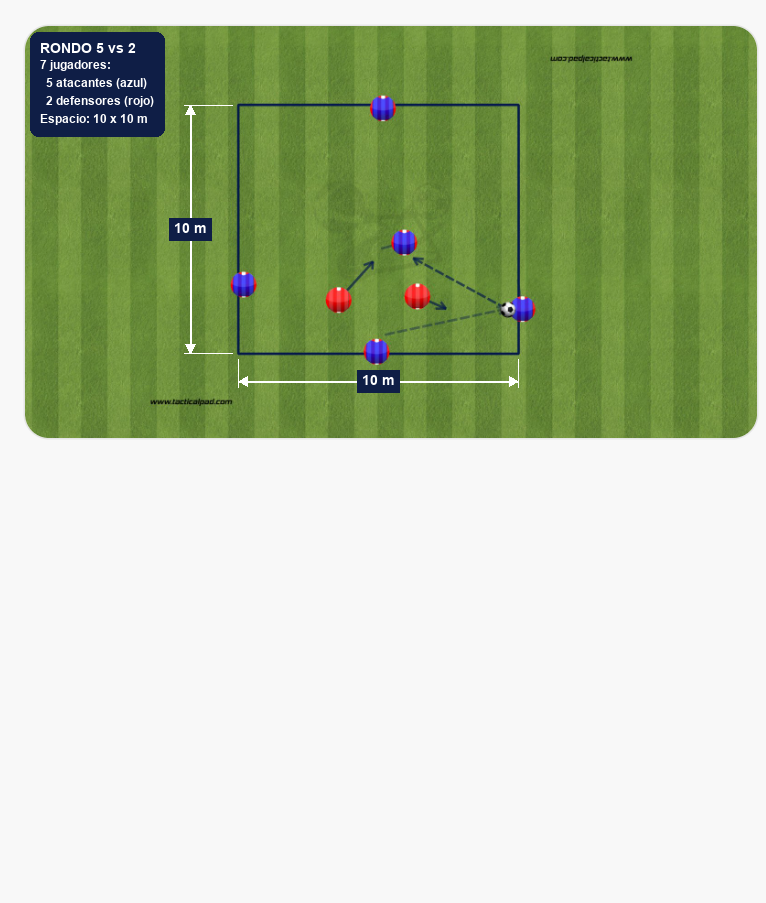 RONDO 5 vs 2
7 jugadores:
5 atacantes (azul)
2 defensores (rojo)
Espacio: 10 x 10 m
www.tacticalpad.com
10 m
10 m
www.tacticalpad.com